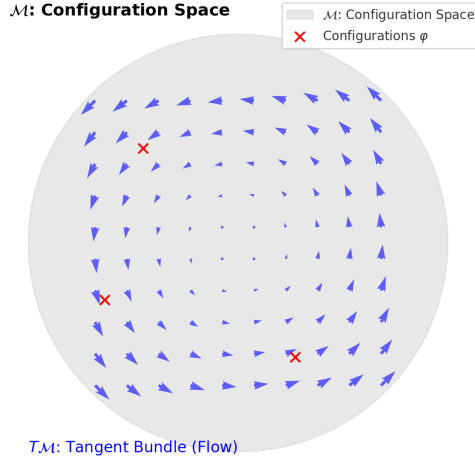 ℳ: Configuration Space
ℳ: Configuration Space
Configurations φ
Tℳ: Tangent Bundle (Flow)